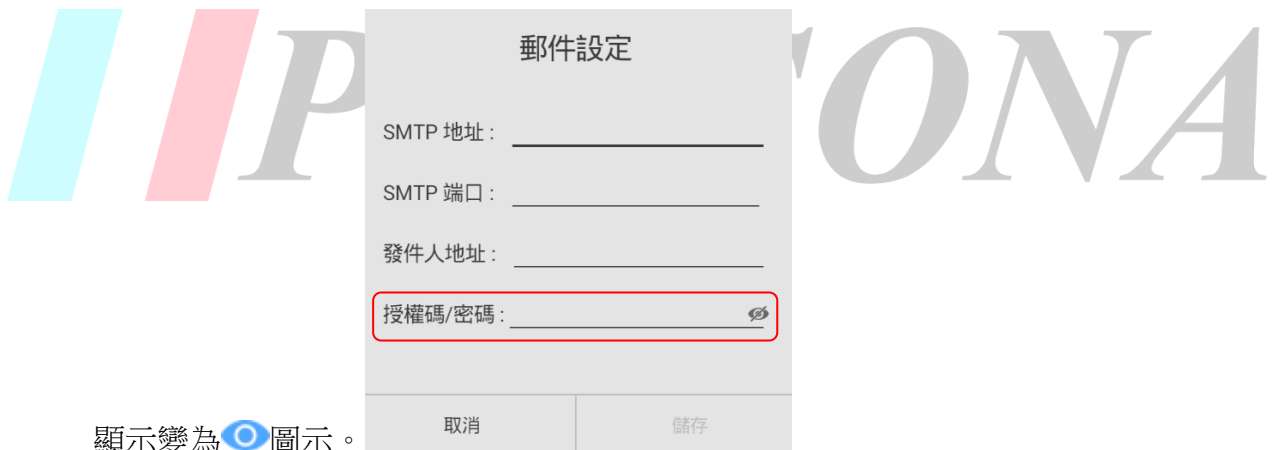 郵件設定
SMTP 地址 :
SMTP 端口 :
發件人地址 :
授權碼/密碼 :
取消
儲存
顯示變為圖示。